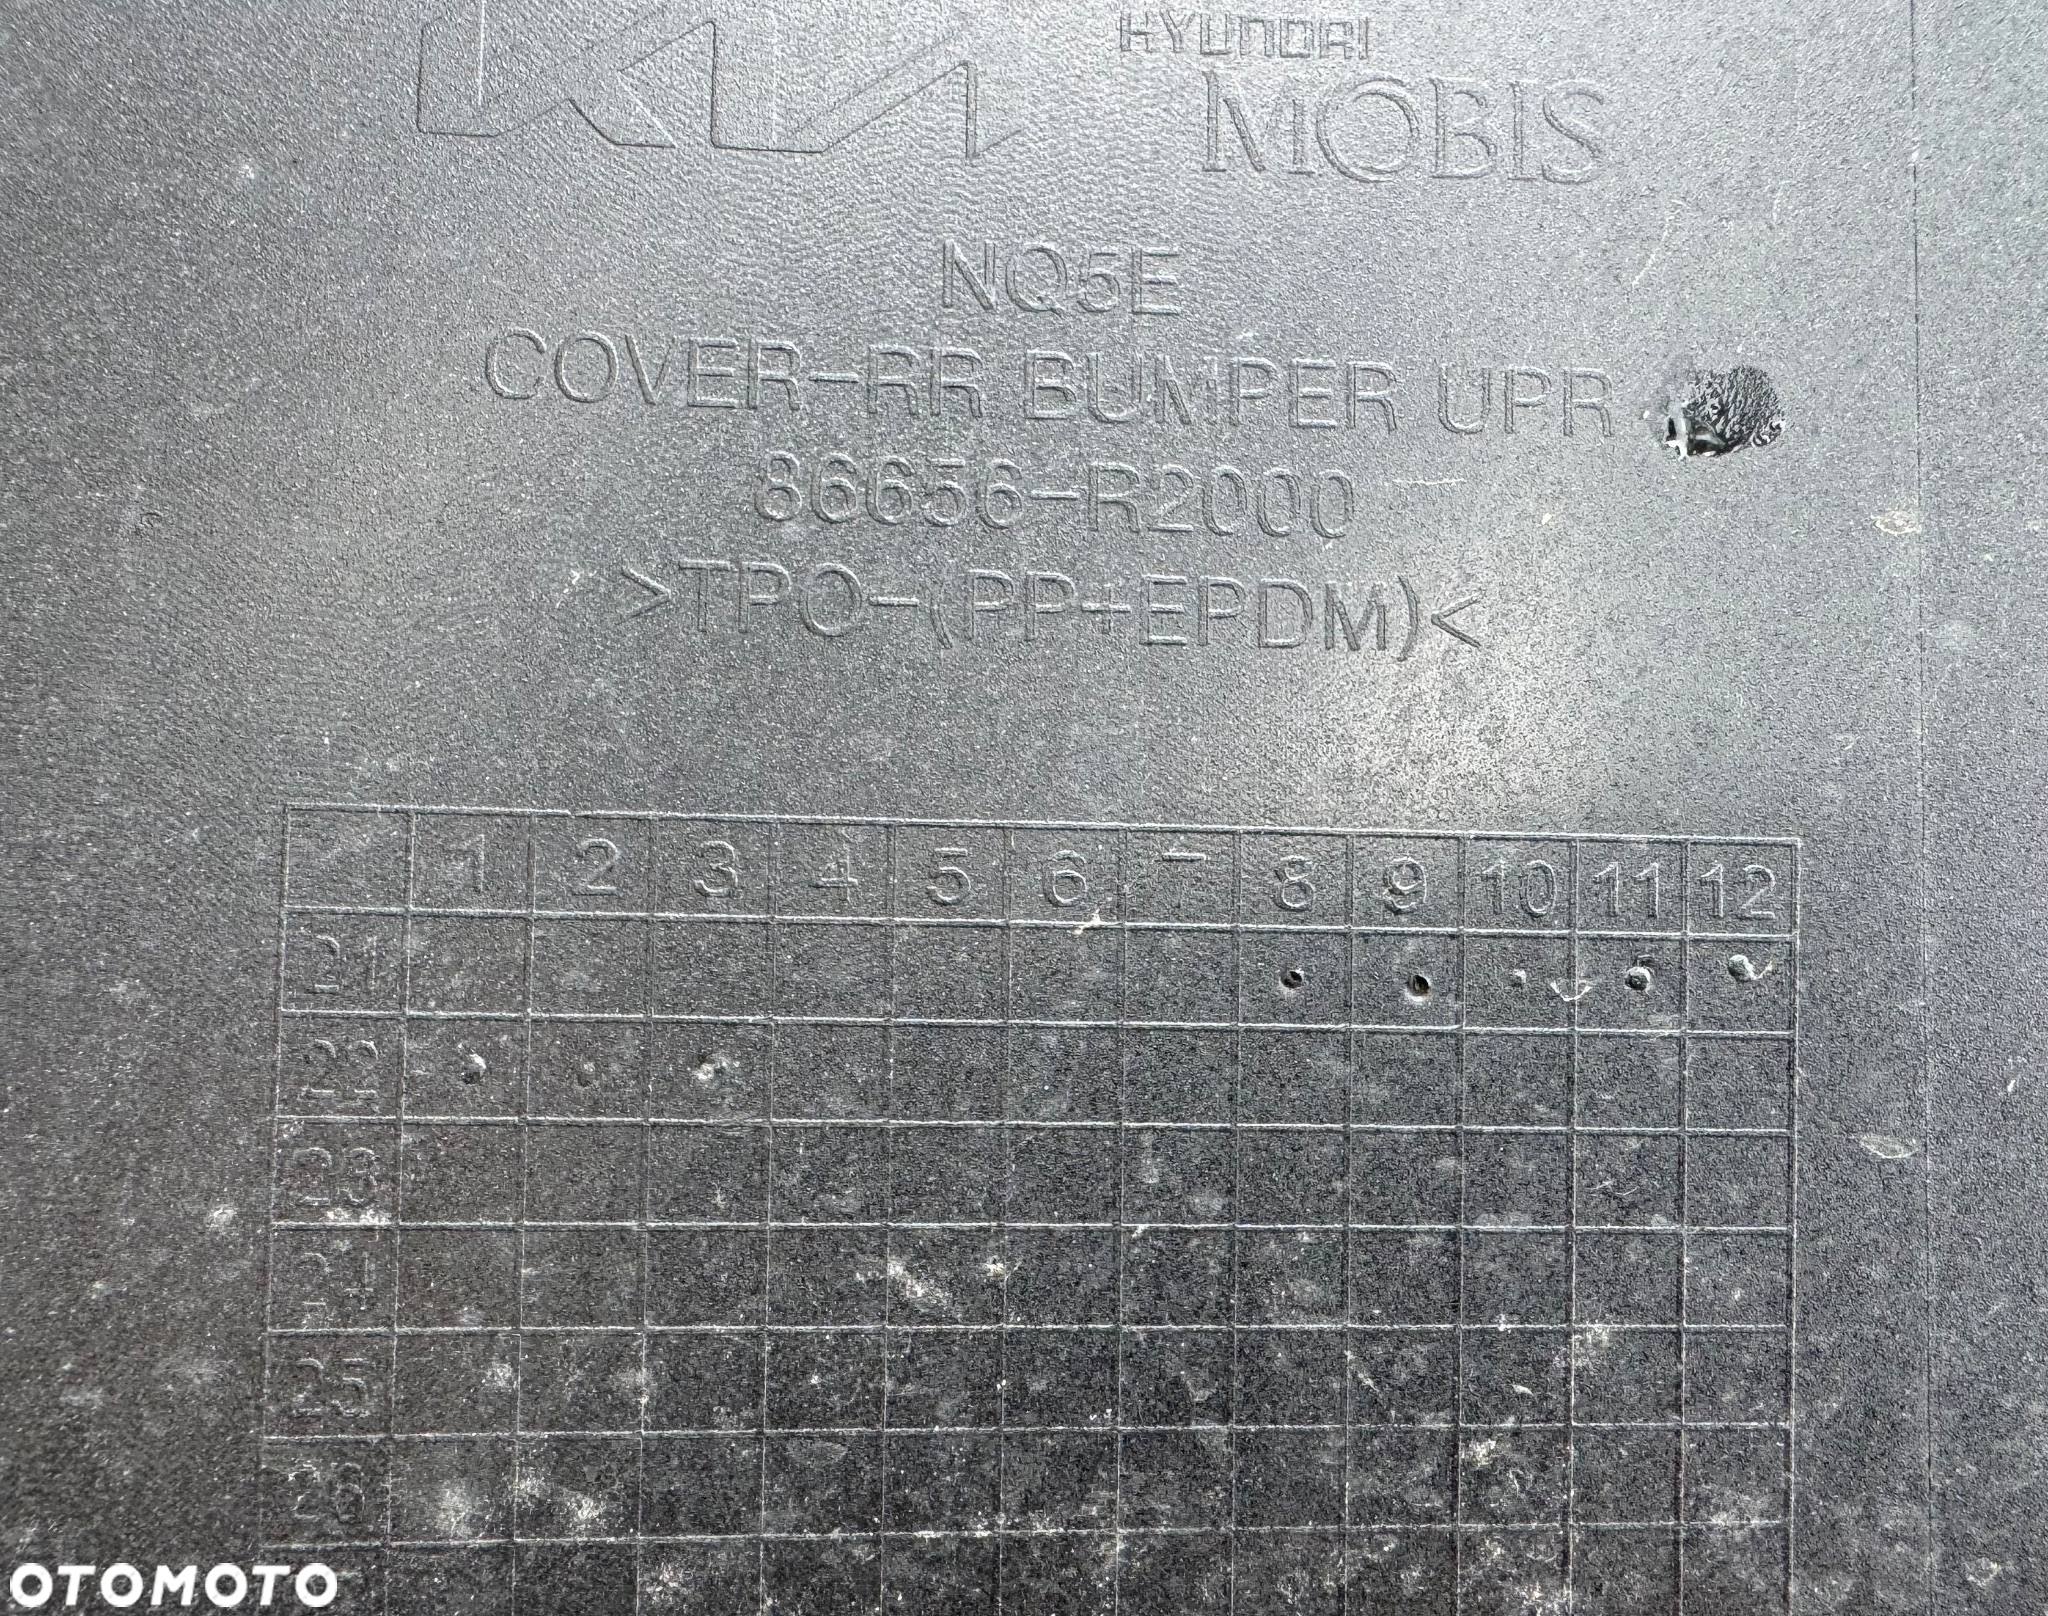 KIA HYUNDAI
MOBIS
NQ5E
COVER-RR BUMPER UPR
86656-R2000
>TPO-(PP+EPDM)<
1 2 3 4 5 6 7 8 9 10 11 12
21
22
23
24
25
26
OTOMOTO